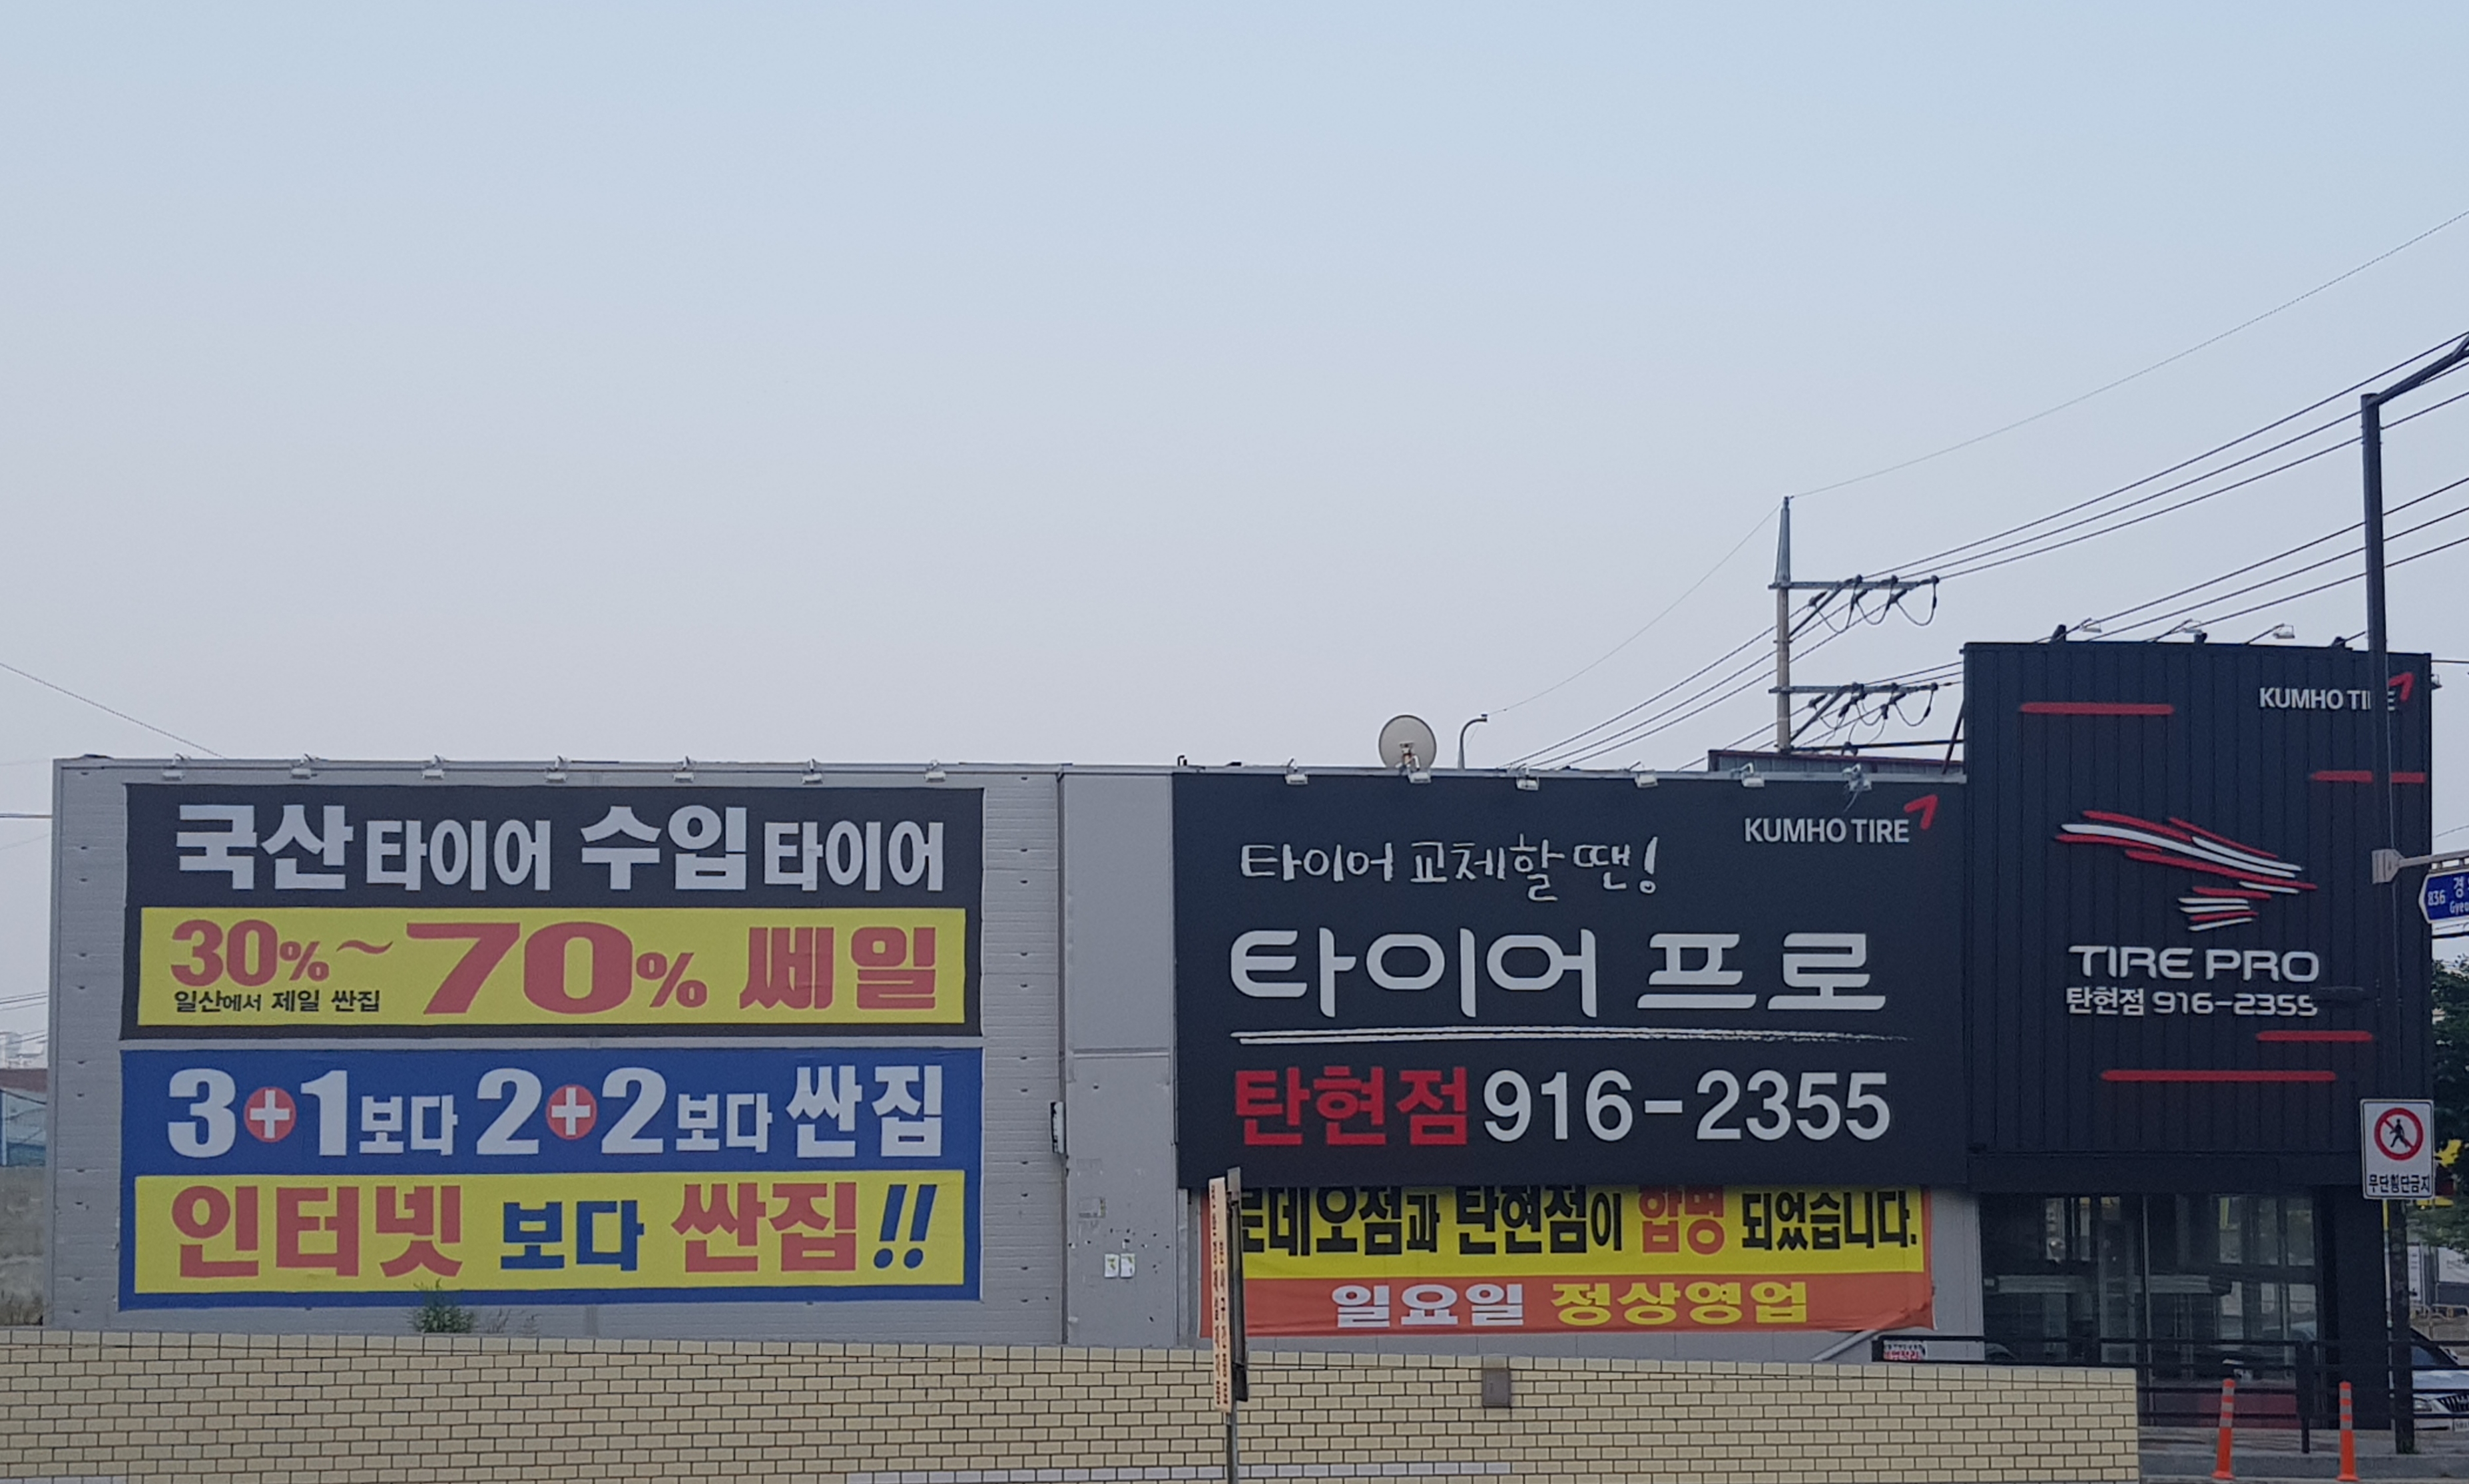 국산타이어 수입타이어
30%~70% 쎄일
일산에서 제일 싼집
3+1보다 2+2보다 싼집
인터넷 보다 싼집!!
KUMHO TIRE
타이어 교체할 땐!
타이어 프로
탄현점 916-2355
로데오점과 탄현점이 합병 되었습니다.
일요일 정상영업
KUMHO TIRE
TIRE PRO
탄현점 916-2355
836
무단횡단금지